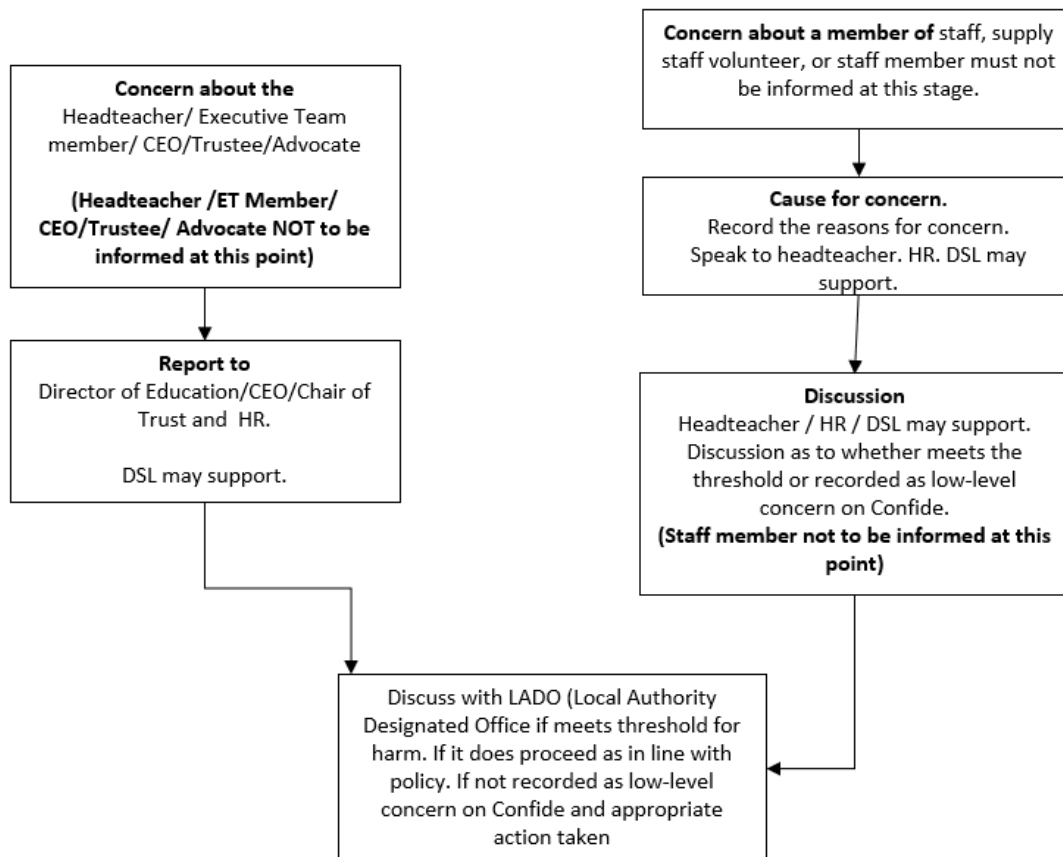 Concern about the
Headteacher/ Executive Team
member/ CEO/Trustee/Advocate
(Headteacher /ET Member/
CEO/Trustee/ Advocate NOT to be
informed at this point)
Report to
Director of Education/CEO/Chair of
Trust and  HR.
DSL may support.
Concern about a member of staff, supply
staff volunteer, or staff member must not
be informed at this stage.
Cause for concern.
Record the reasons for concern.
Speak to headteacher. HR. DSL may
support.
Discussion
Headteacher / HR / DSL may support.
Discussion as to whether meets the
threshold or recorded as low-level
concern on Confide.
(Staff member not to be informed at this
point)
Discuss with LADO (Local Authority
Designated Office if meets threshold for
harm. If it does proceed as in line with
policy. If not recorded as low-level
concern on Confide and appropriate
action taken